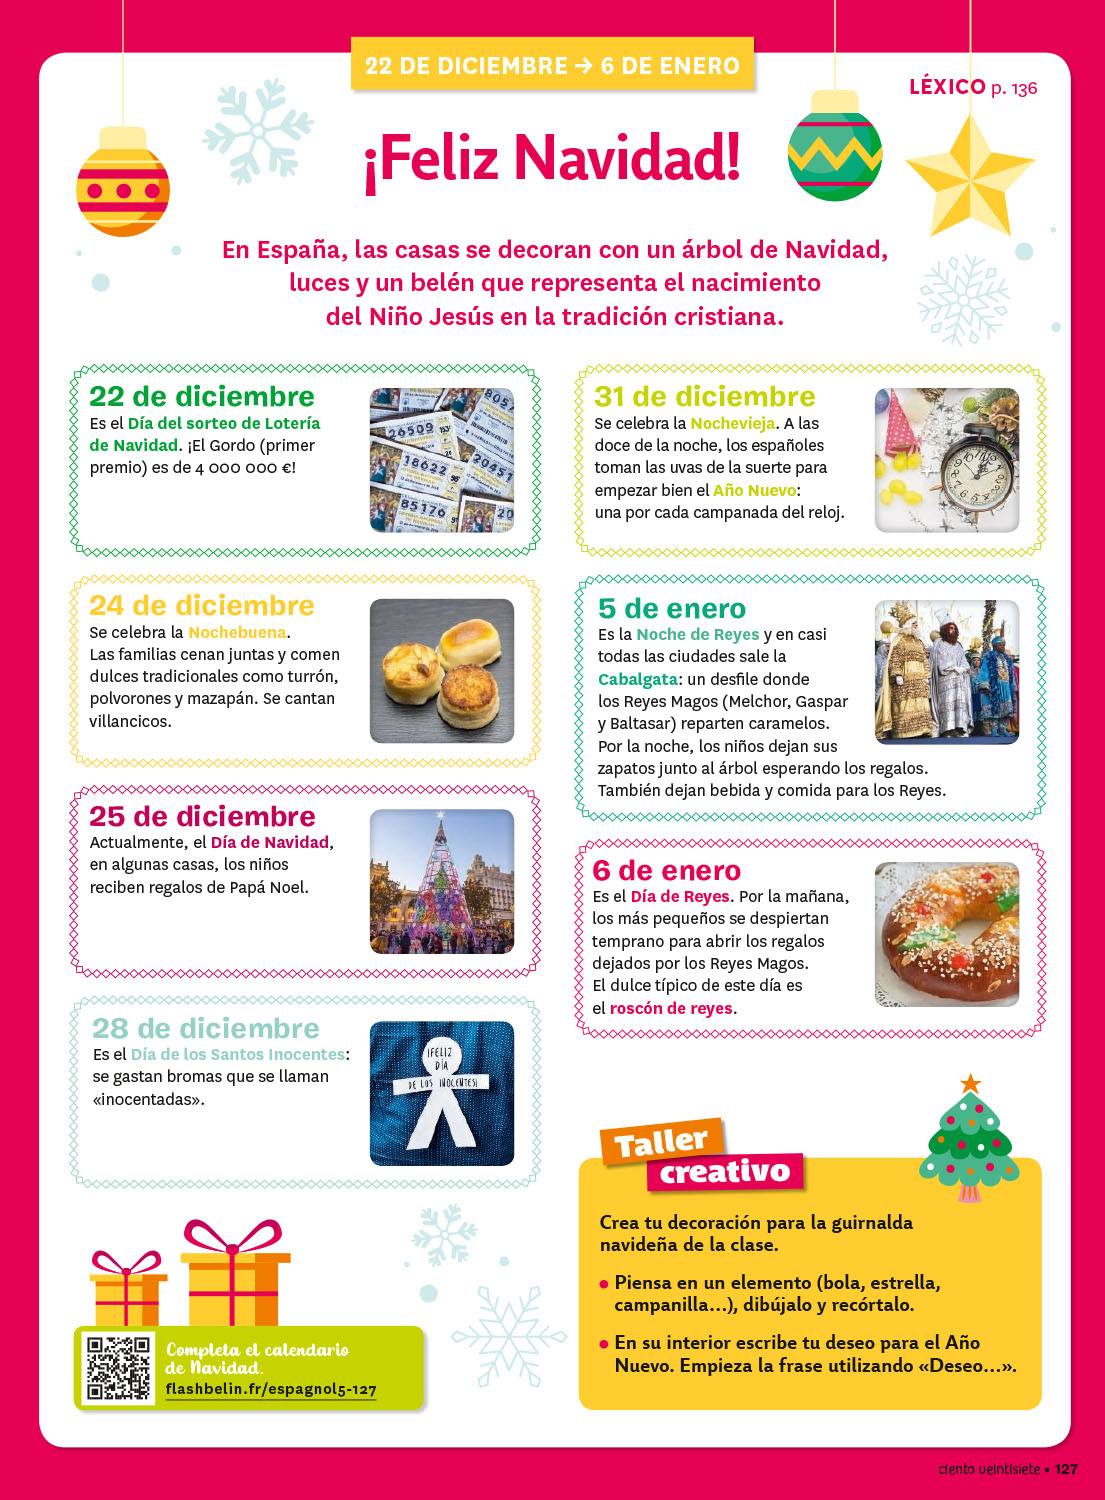 22 DE DICIEMBRE → 6 DE ENERO
LÉXICO p. 136
¡Feliz Navidad!
En España, las casas se decoran con un árbol de Navidad,
luces y un belén que representa el nacimiento
del Niño Jesús en la tradición cristiana.
22 de diciembre
Es el Día del sorteo de Lotería
de Navidad. ¡El Gordo (primer
premio) es de 4 000 000 €!
26509
18622
85176
24 de diciembre
Se celebra la Nochebuena.
Las familias cenan juntas y comen
dulces tradicionales como turrón,
polvorones y mazapán. Se cantan
villancicos.
25 de diciembre
Actualmente, el Día de Navidad,
en algunas casas, los niños
reciben regalos de Papá Noel.
28 de diciembre
Es el Día de los Santos Inocentes:
se gastan bromas que se llaman
«inocentadas».
¡FELIZ
DÍA
DE LOS INOCENTES!
31 de diciembre
Se celebra la Nochevieja. A las
doce de la noche, los españoles
toman las uvas de la suerte para
empezar bien el Año Nuevo:
una por cada campanada del reloj.
5 de enero
Es la Noche de Reyes y en casi
todas las ciudades sale la
Cabalgata: un desfile donde
los Reyes Magos (Melchor, Gaspar
y Baltasar) reparten caramelos.
Por la noche, los niños dejan sus
zapatos junto al árbol esperando los regalos.
También dejan bebida y comida para los Reyes.
6 de enero
Es el Día de Reyes. Por la mañana,
los más pequeños se despiertan
temprano para abrir los regalos
dejados por los Reyes Magos.
El dulce típico de este día es
el roscón de reyes.
Taller
creativo
Crea tu decoración para la guirnalda
navideña de la clase.
• Piensa en un elemento (bola, estrella,
campanilla...), dibújalo y recórtalo.
• En su interior escribe tu deseo para el Año
Nuevo. Empieza la frase utilizando «Deseo...».
Completa el calendario
de Navidad.
flashbelin.fr/espagnol5-127
ciento veintisiete • 127